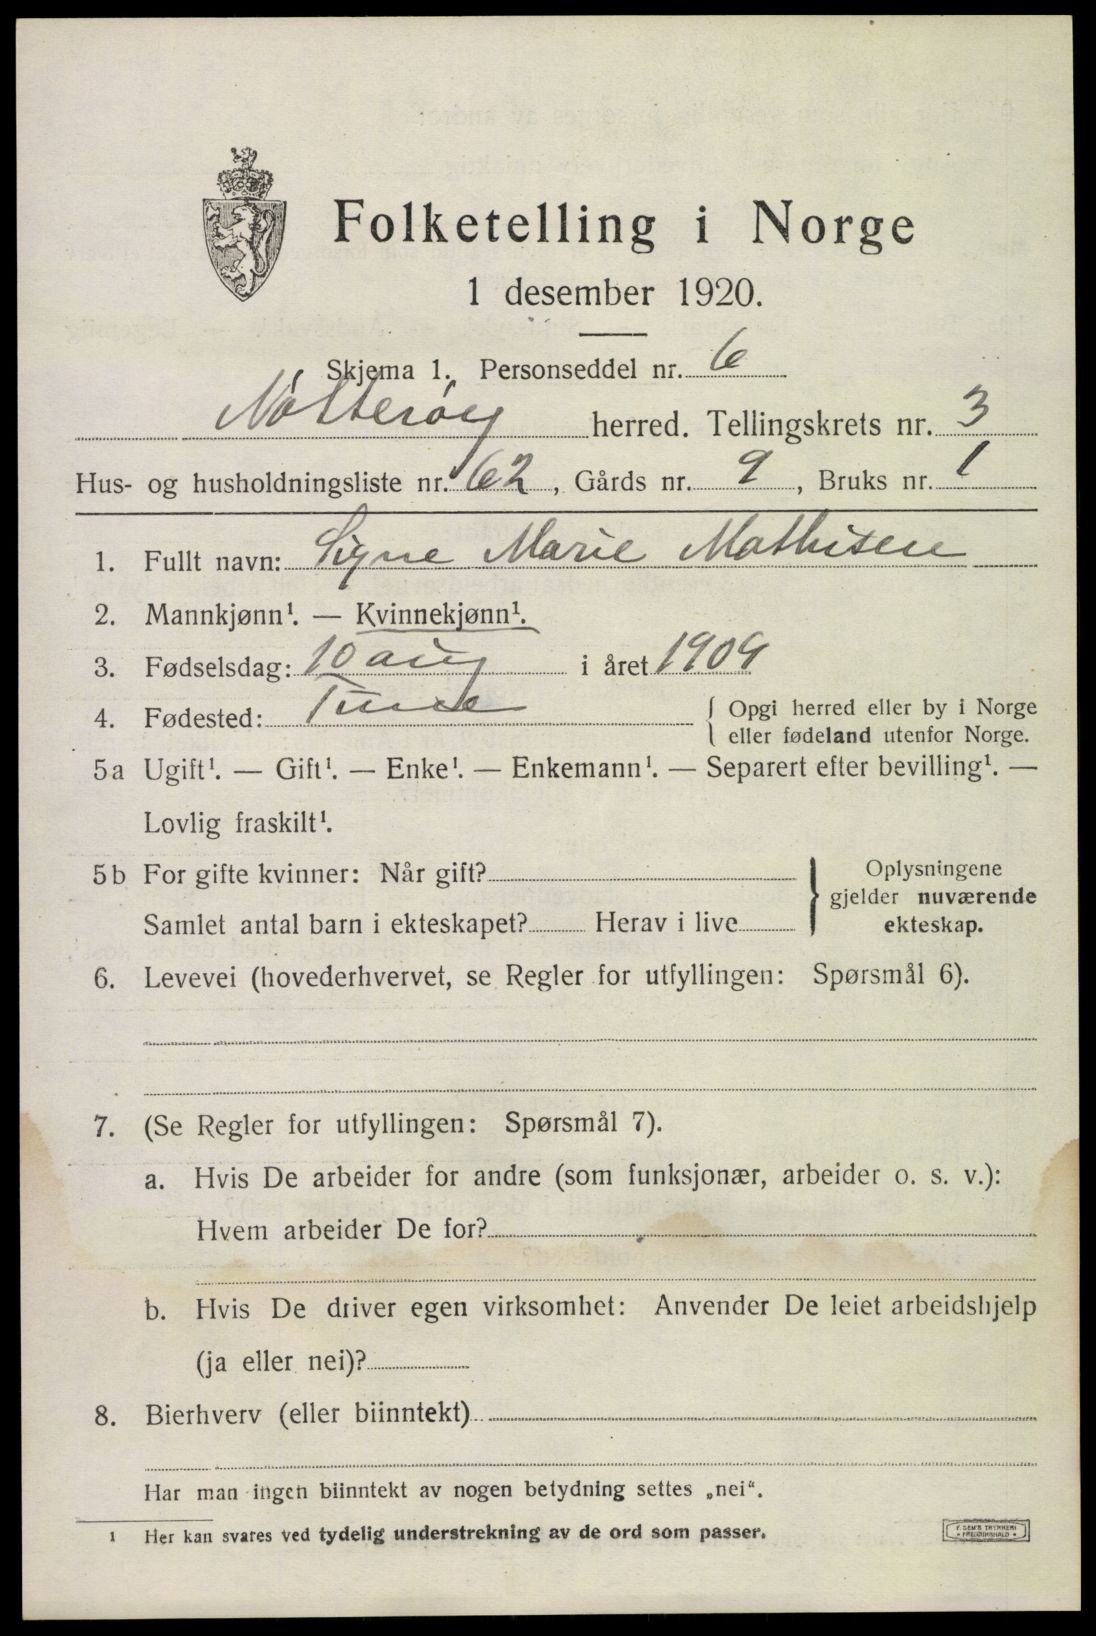 Folketelling i Norge
1 desember 1920.
Skjema 1. Personseddel nr. 6
Nøtterøy herred. Tellingskrets nr. 3
Hus- og husholdningsliste nr. 62, Gårds nr. 9, Bruks nr. 1
1. Fullt navn: Signe Marie Mathisen
2. Mannkjønn¹. — Kvinnekjønn¹.
3. Fødselsdag: 10 aug i året 1909
4. Fødested: Tune { Opgi herred eller by i Norge
eller fødeland utenfor Norge.
5a Ugift¹. — Gift¹. — Enke¹. — Enkemann¹. — Separert efter bevilling¹. —
Lovlig fraskilt¹.
5b For gifte kvinner: Når gift?
Samlet antal barn i ekteskapet? Herav i live
} Oplysningene
gjelder nuværende
ekteskap.
6. Levevei (hovederhvervet, se Regler for utfyllingen: Spørsmål 6).
7. (Se Regler for utfyllingen: Spørsmål 7).
a. Hvis De arbeider for andre (som funksjonær, arbeider o. s. v.):
Hvem arbeider De for?
b. Hvis De driver egen virksomhet: Anvender De leiet arbeidshjelp
(ja eller nei)?
8. Bierhverv (eller biinntekt)
Har man ingen biinntekt av nogen betydning settes „nei“.
1 Her kan svares ved tydelig understrekning av de ord som passer.
F. SEM'S TRYKKERI
FREDRIKSHALD